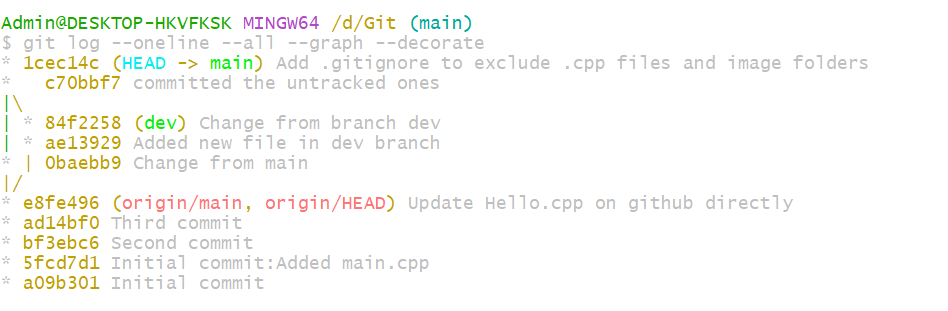 Admin@DESKTOP-HKVFKSK MINGW64 /d/Git (main)
$ git log --oneline --all --graph --decorate
* 1cec14c (HEAD -> main) Add .gitignore to exclude .cpp files and image folders
*   c70bbf7 committed the untracked ones
|\
| * 84f2258 (dev) Change from branch dev
| * ae13929 Added new file in dev branch
* | 0baebb9 Change from main
|/
* e8fe496 (origin/main, origin/HEAD) Update Hello.cpp on github directly
* ad14bf0 Third commit
* bf3ebc6 Second commit
* 5fcd7d1 Initial commit:Added main.cpp
* a09b301 Initial commit